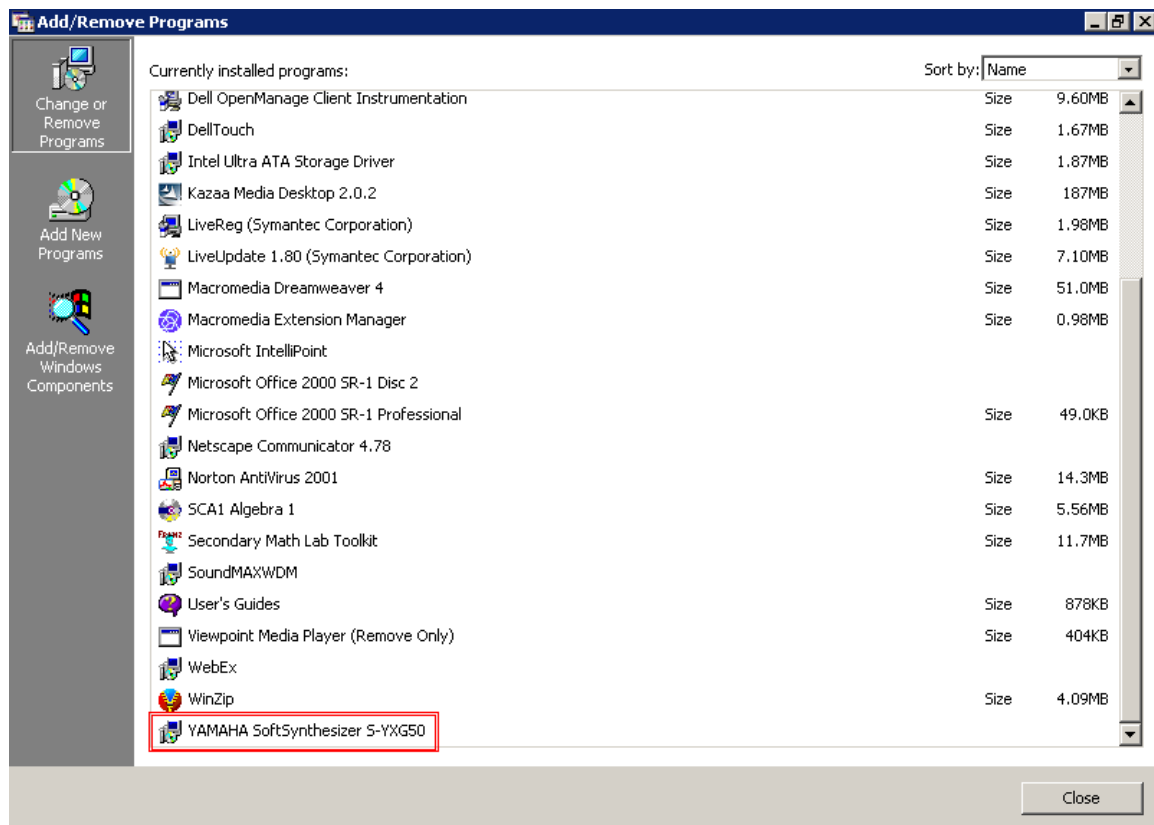 Add/Remove Programs
Change or
Remove
Programs
Add New
Programs
Add/Remove
Windows
Components
Currently installed programs:
Sort by: Name
Dell OpenManage Client Instrumentation Size 9.60MB
DellTouch Size 1.67MB
Intel Ultra ATA Storage Driver Size 1.87MB
Kazaa Media Desktop 2.0.2 Size 187MB
LiveReg (Symantec Corporation) Size 1.98MB
LiveUpdate 1.80 (Symantec Corporation) Size 7.10MB
Macromedia Dreamweaver 4 Size 51.0MB
Macromedia Extension Manager Size 0.98MB
Microsoft IntelliPoint
Microsoft Office 2000 SR-1 Disc 2
Microsoft Office 2000 SR-1 Professional Size 49.0KB
Netscape Communicator 4.78
Norton AntiVirus 2001 Size 14.3MB
SCA1 Algebra 1 Size 5.56MB
Secondary Math Lab Toolkit Size 11.7MB
SoundMAXWDM
User's Guides Size 878KB
Viewpoint Media Player (Remove Only) Size 404KB
WebEx
WinZip Size 4.09MB
YAMAHA SoftSynthesizer S-YXG50
Close